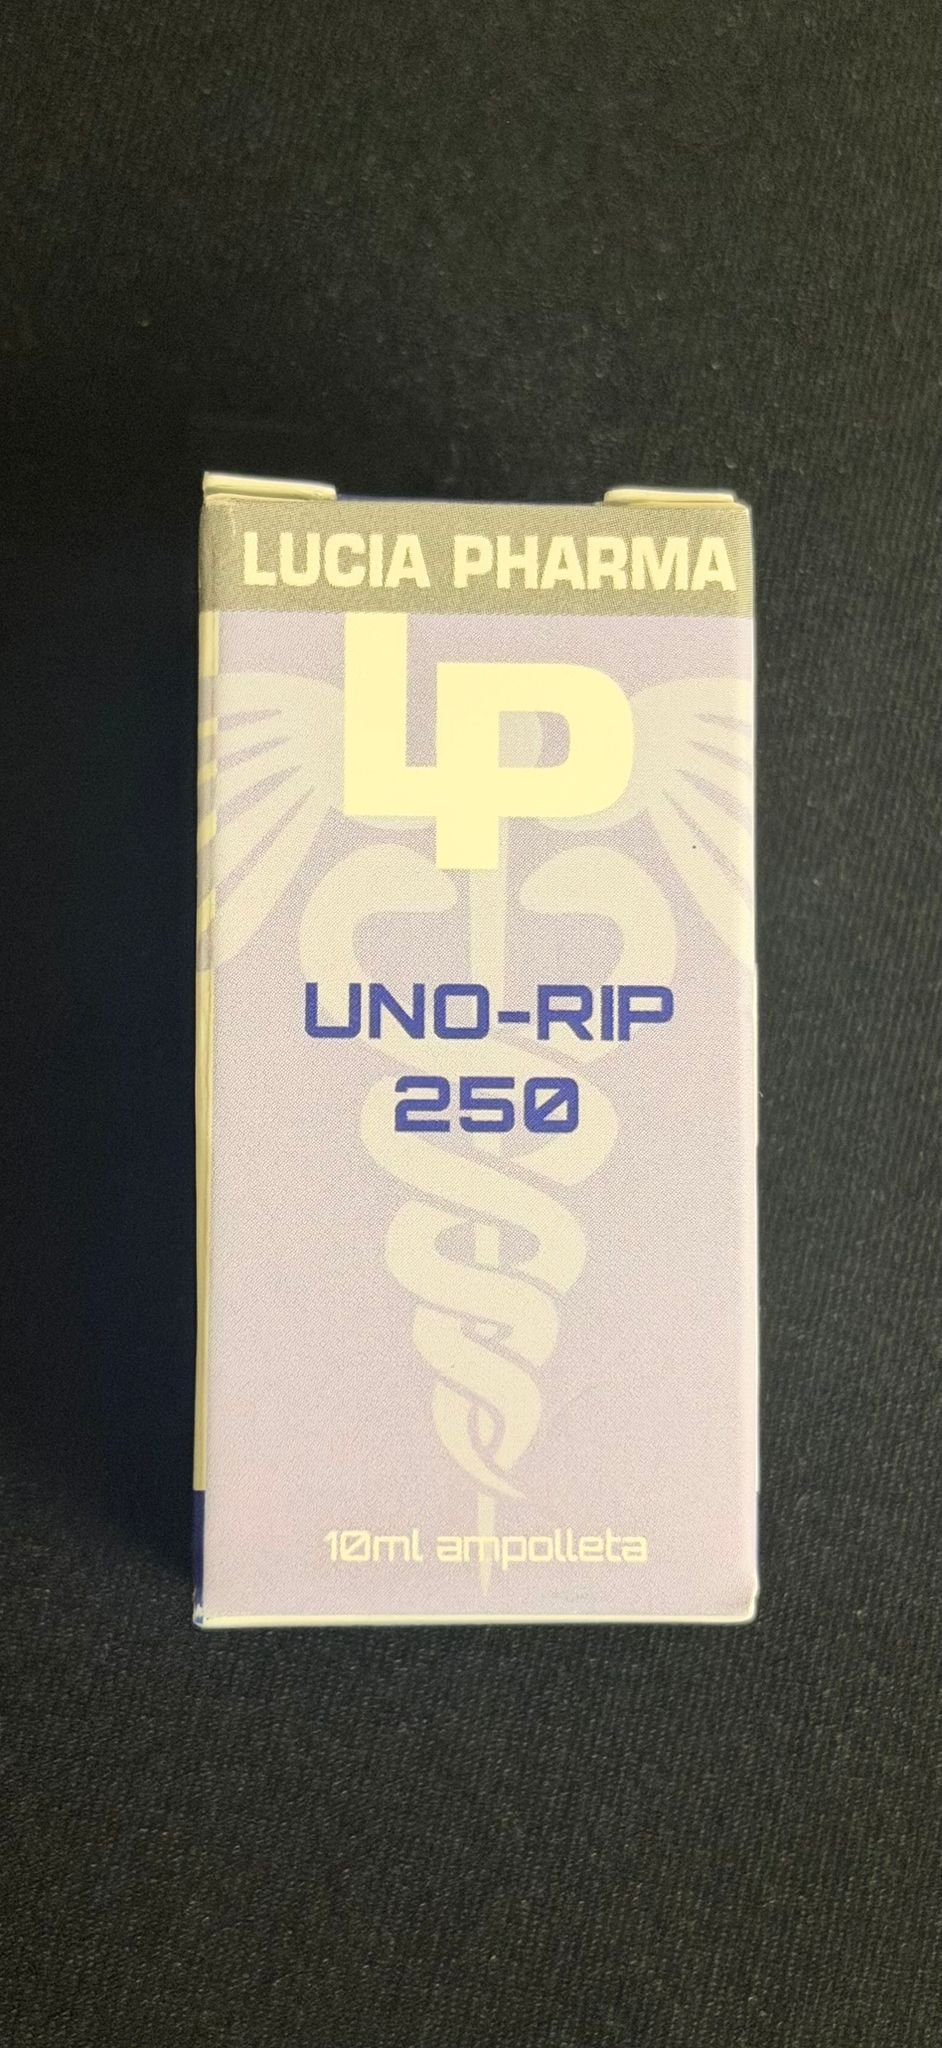 LUCIA PHARMA
LP
UNO-RIP
250
10ml ampolleta